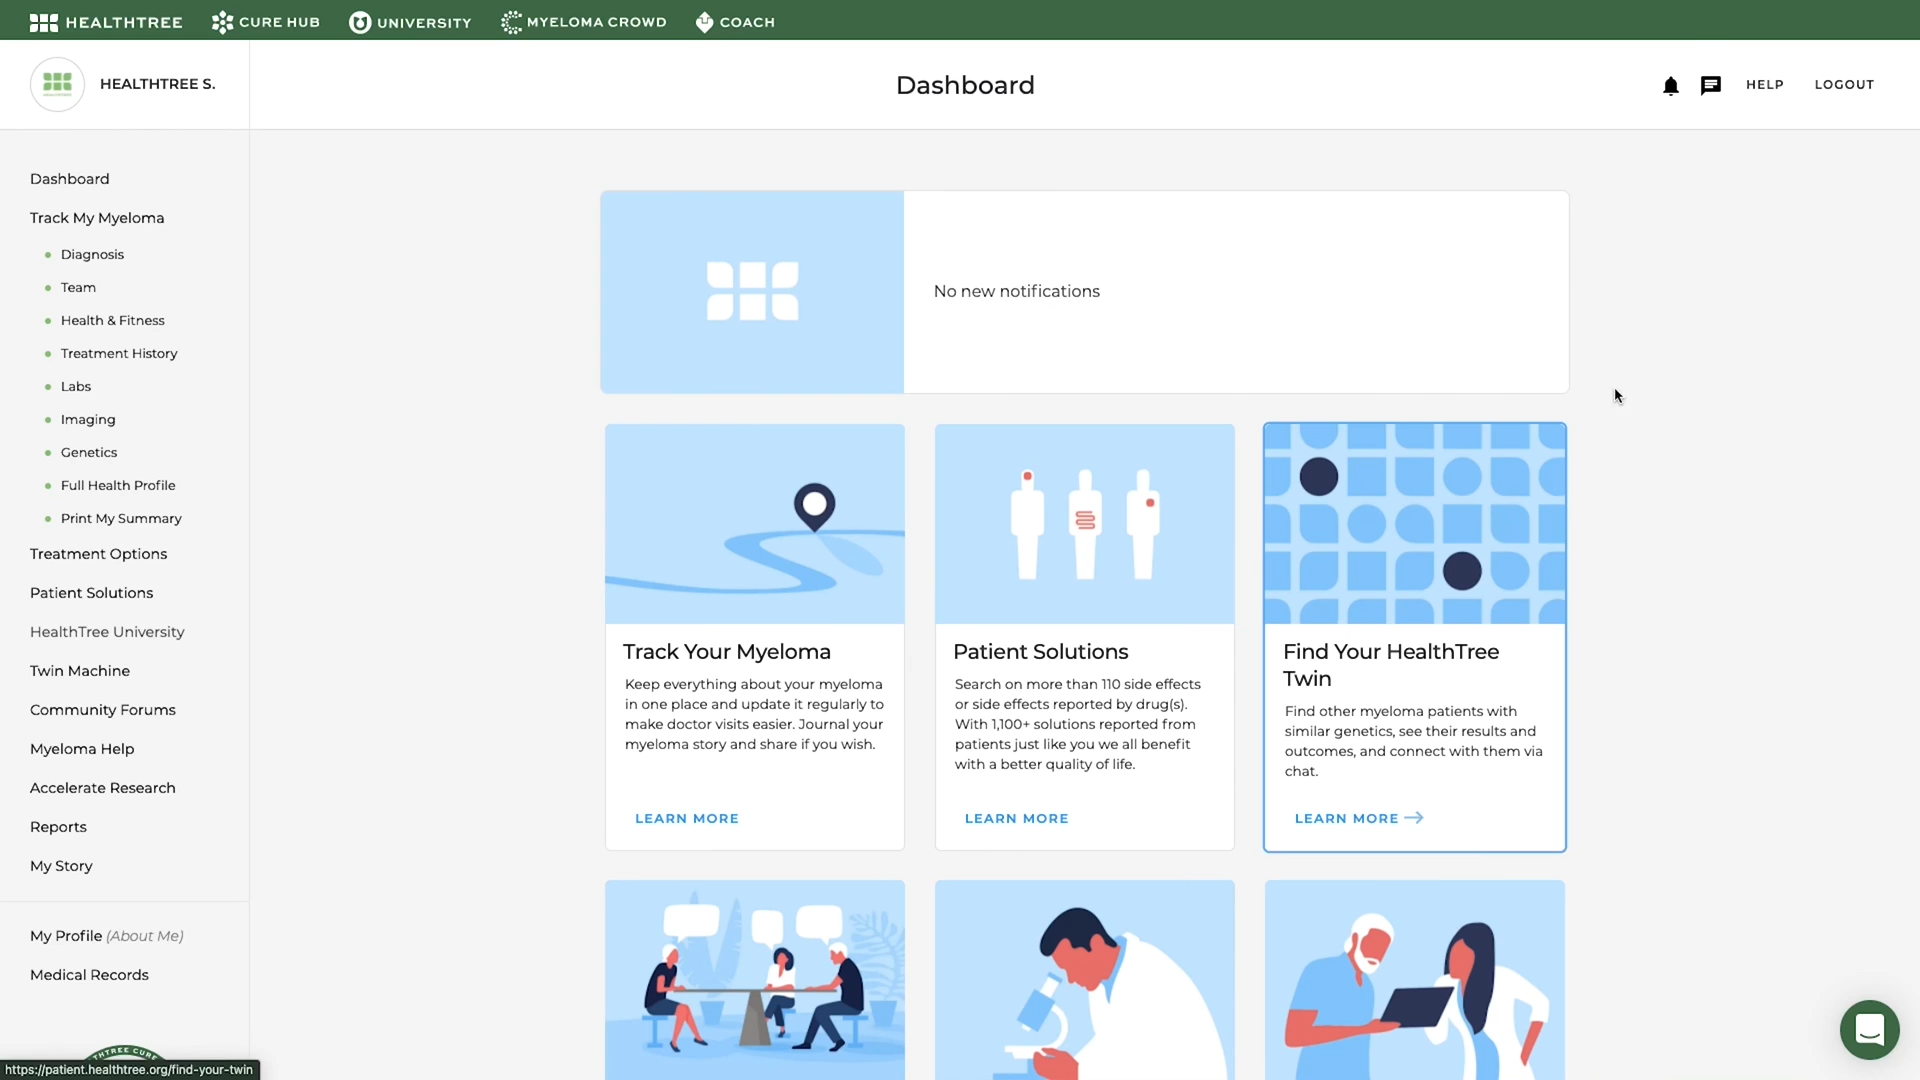 HEALTHTREE CURE HUB UNIVERSITY MYELOMA CROWD COACH
HEALTHTREE S.
Dashboard
HELP LOGOUT
Dashboard
Track My Myeloma
Diagnosis
Team
Health & Fitness
Treatment History
Labs
Imaging
Genetics
Full Health Profile
Print My Summary
Treatment Options
Patient Solutions
HealthTree University
Twin Machine
Community Forums
Myeloma Help
Accelerate Research
Reports
My Story
My Profile (About Me)
Medical Records
https://patient.healthtree.org/find-your-twin
No new notifications
Track Your Myeloma
Keep everything about your myeloma
in one place and update it regularly to
make doctor visits easier. Journal your
myeloma story and share if you wish.
LEARN MORE
Patient Solutions
Search on more than 110 side effects
or side effects reported by drug(s).
With 1,100+ solutions reported from
patients just like you we all benefit
with a better quality of life.
LEARN MORE
Find Your HealthTree
Twin
Find other myeloma patients with
similar genetics, see their results and
outcomes, and connect with them via
chat.
LEARN MORE